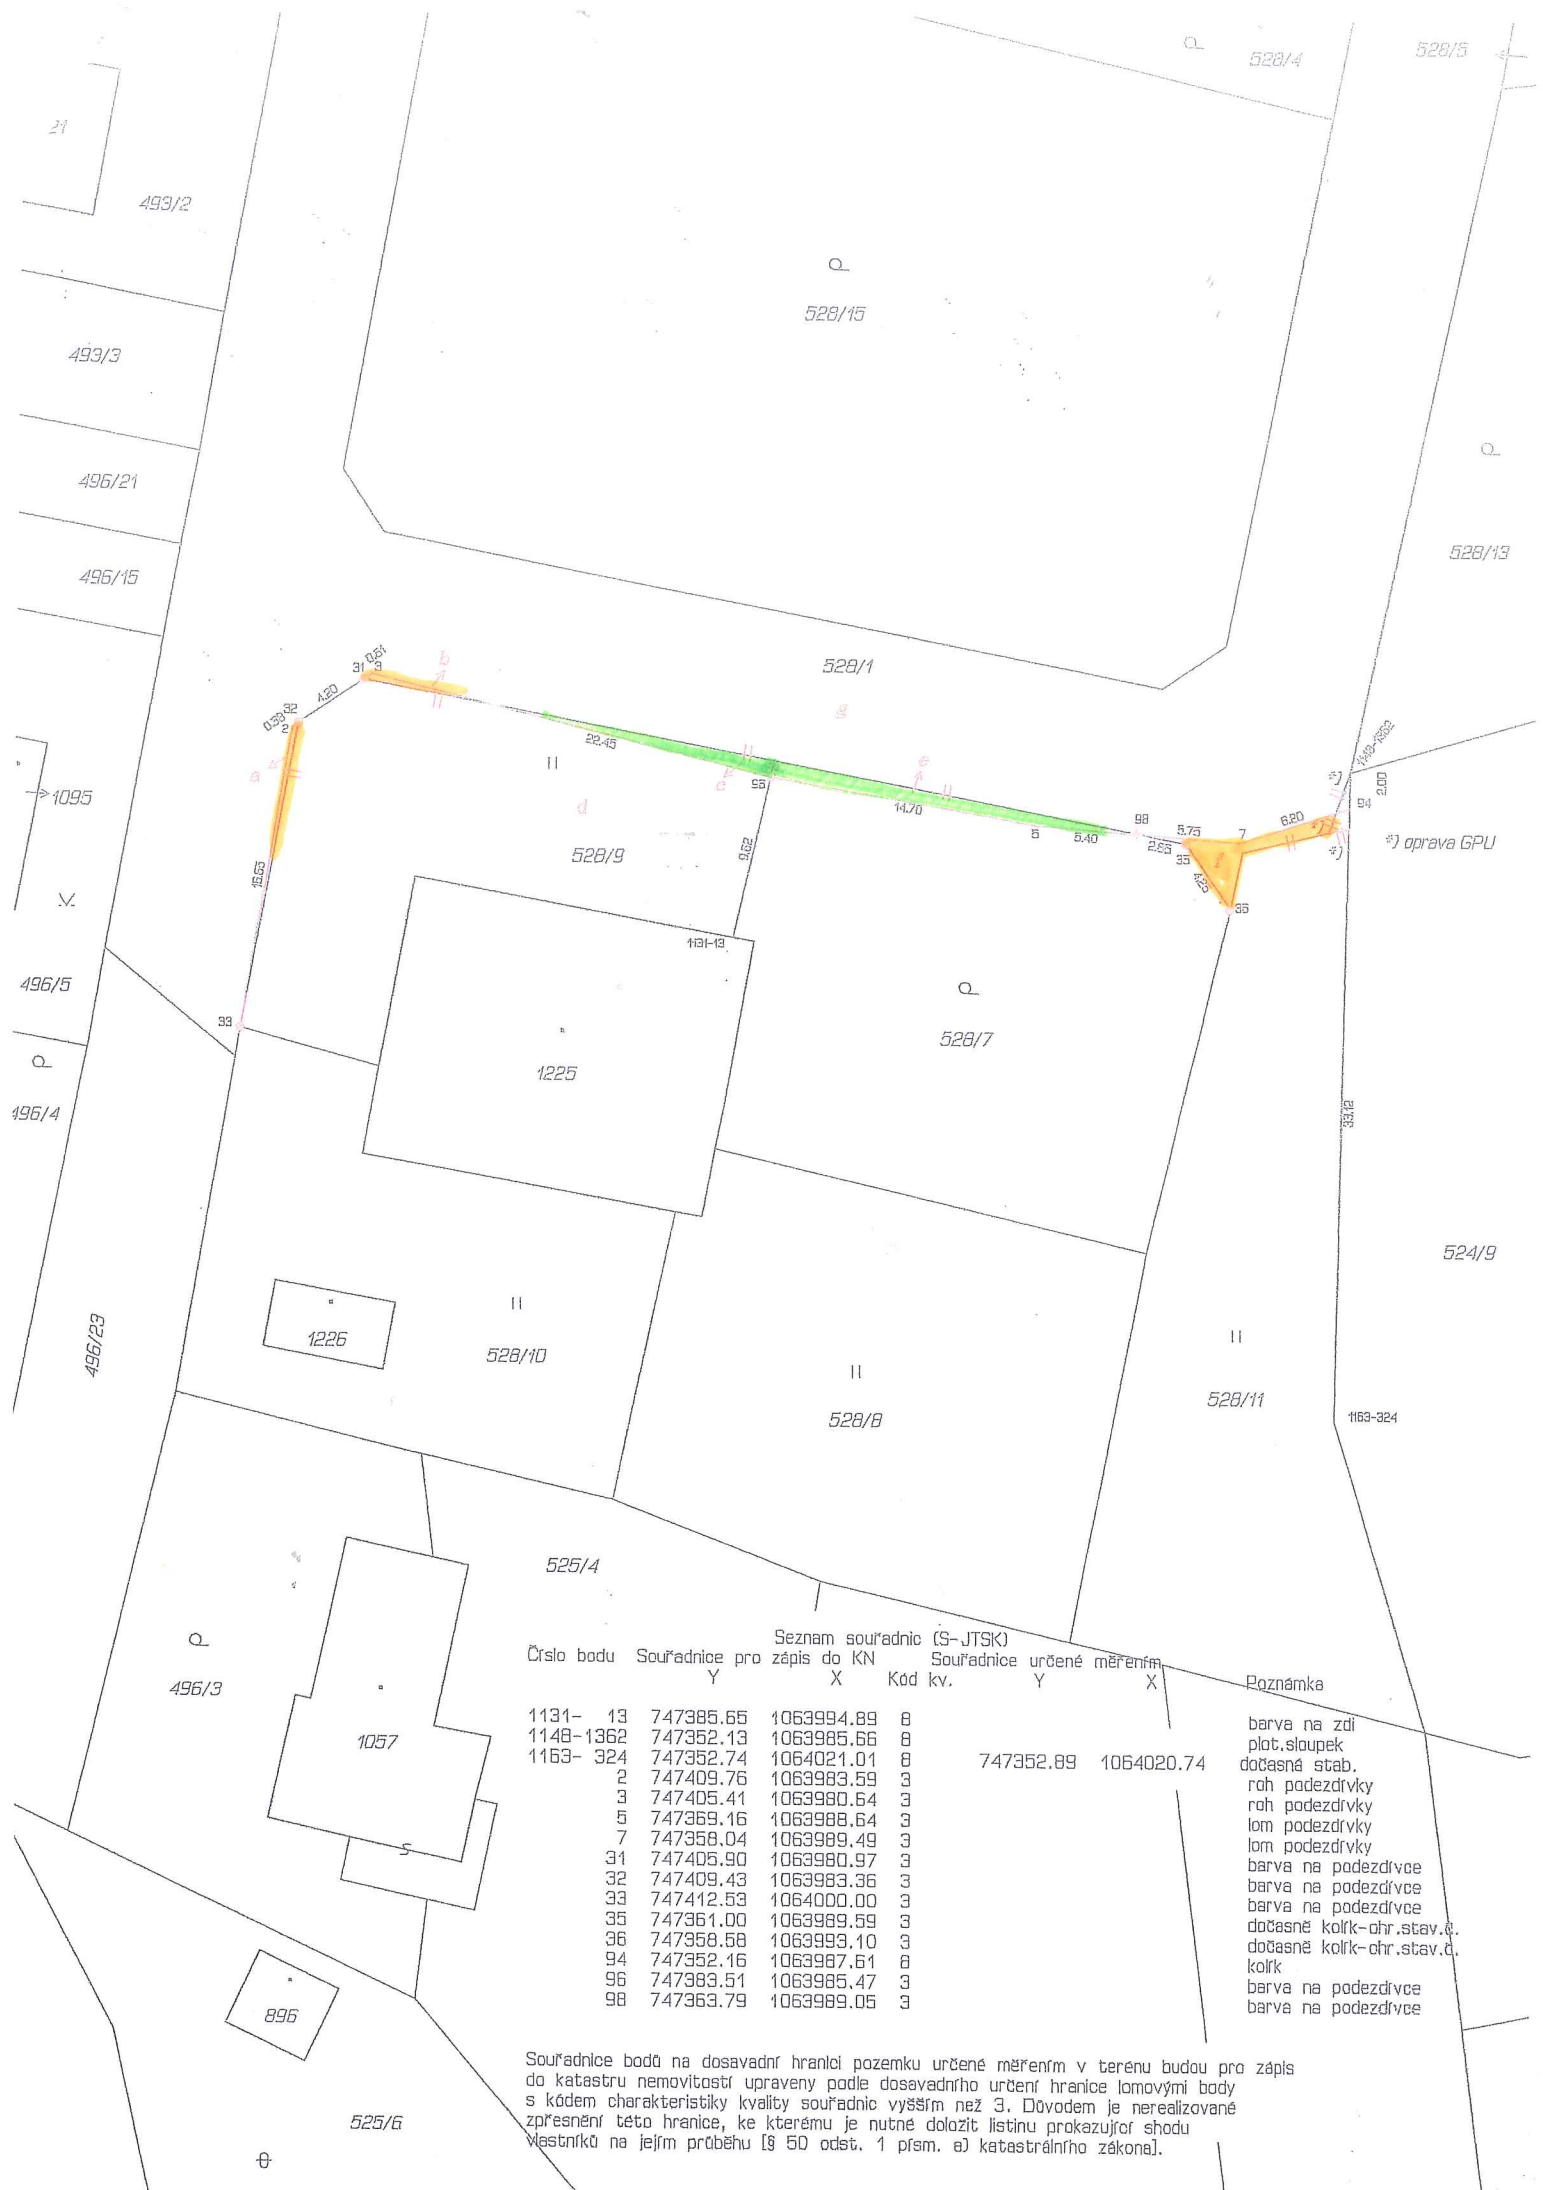 528/4
528/5
21
493/2
528/15
493/3
496/21
496/15
528/13
528/1
31
0.51
3
b
4.20
32
0.39
2
a
g
22.45
c
96
d
e
14.70
5
5.40
98
2.85
5.75
35
7
6.20
4.25
36
*)
*)
94
2.00
1148-1362
*) oprava GPU
1095
528/9
9.62
16.65
1131-13
496/5
33
496/4
1225
528/7
33.12
524/9
1226
528/10
528/8
528/11
1163-324
496/23
525/4
496/3
1057
S
896
525/6
Seznam souřadnic (S-JTSK)
Číslo bodu Souřadnice pro zápis do KN Souřadnice určené měřením
Y X Kód kv. Y X Poznámka
1131- 13 747385.65 1063994.89 8 barva na zdi
1148-1362 747352.13 1063985.66 8 plot.sloupek
1163- 324 747352.74 1064021.01 8 747352.89 1064020.74 dočasná stab.
2 747409.76 1063983.59 3 roh podezdívky
3 747405.41 1063980.64 3 roh podezdívky
5 747369.16 1063988.64 3 lom podezdívky
7 747358.04 1063989.49 3 lom podezdívky
31 747405.90 1063980.97 3 barva na podezdívce
32 747409.43 1063983.36 3 barva na podezdívce
33 747412.53 1064000.00 3 barva na podezdívce
35 747361.00 1063989.59 3 dočasně kolík-ohr.stav.č.
36 747358.58 1063993.10 3 dočasně kolík-ohr.stav.č.
94 747352.16 1063987.61 8 kolík
96 747383.51 1063985.47 3 barva na podezdívce
98 747363.79 1063989.05 3 barva na podezdívce
Souřadnice bodů na dosavadní hranici pozemku určené měřením v terénu budou pro zápis
do katastru nemovitostí upraveny podle dosavadního určení hranice lomovými body
s kódem charakteristiky kvality souřadnic vyšším než 3. Důvodem je nerealizované
zpřesnění této hranice, ke kterému je nutné doložit listinu prokazující shodu
vlastníků na jejím průběhu [§ 50 odst. 1 písm. a) katastrálního zákona].